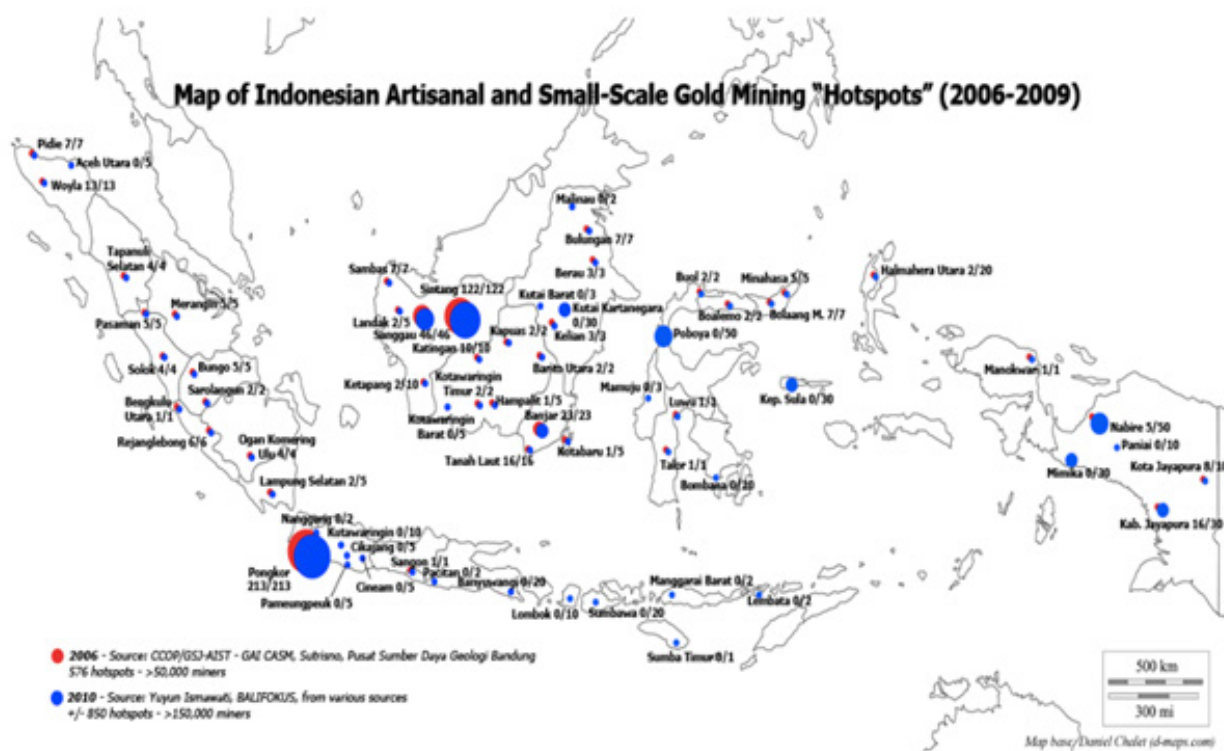 Map of Indonesian Artisanal and Small-Scale Gold Mining “Hotspots” (2006-2009)
Pidie 7/7
Aceh Utara 0/5
Woyla 13/13
Tapanuli
Selatan 4/4
Merangin 5/5
Pasaman 5/5
Solok 4/4
Bungo 5/5
Sarolangun 2/2
Bengkulu
Utara 1/1
Rejanglebong 6/6
Ogan Komering
Ulu 4/4
Lampung Selatan 2/5
Malinau 0/2
Bulungan 7/7
Berau 3/3
Sambas 7/7
Sintang 122/122
Kutai Barat 0/3
Kutai Kartanegara
0/30
Landak 2/5
Sanggau 46/46
Kapuas 2/2
Kelian 3/3
Katingan 10/10
Barito Utara 2/2
Ketapang 2/10
Kotawaringin
Timur 2/2
Hampalit 1/5
Kotawaringin
Barat 0/5
Banjar 23/23
Tanah Laut 16/16
Kotabaru 1/5
Buol 2/2
Minahasa 5/5
Boalemo 2/2
Bolaang M. 7/7
Poboya 0/50
Mamuju 0/3
Luwu 1/1
Kep. Sula 0/30
Bombana 0/20
Halmahera Utara 2/20
Manokwari 1/1
Nabire 5/50
Paniai 0/10
Mimika 0/30
Kota Jayapura 8/10
Kab. Jayapura 16/30
Nanggung 0/2
Kutawaringin 0/10
Cikajang 0/5
Sangon 1/1
Pacitan 0/2
Banyuwangi 0/20
Pongkor
213/213
Cineam 0/5
Pameungpeuk 0/5
Lombok 0/10
Sumbawa 0/20
Manggarai Barat 0/2
Lembata 0/2
Sumba Timur 0/1
2006 - Source: CCOP/GSJ-AIST - GAI CASM, Sutrisno, Pusat Sumber Daya Geologi Bandung
576 hotspots - >50,000 miners
2010 - Source: Yuyun Ismawati, BALIFOKUS, from various sources
+/- 850 hotspots - >150,000 miners
500 km
300 mi
Map base/Daniel Chalet (d-maps.com)